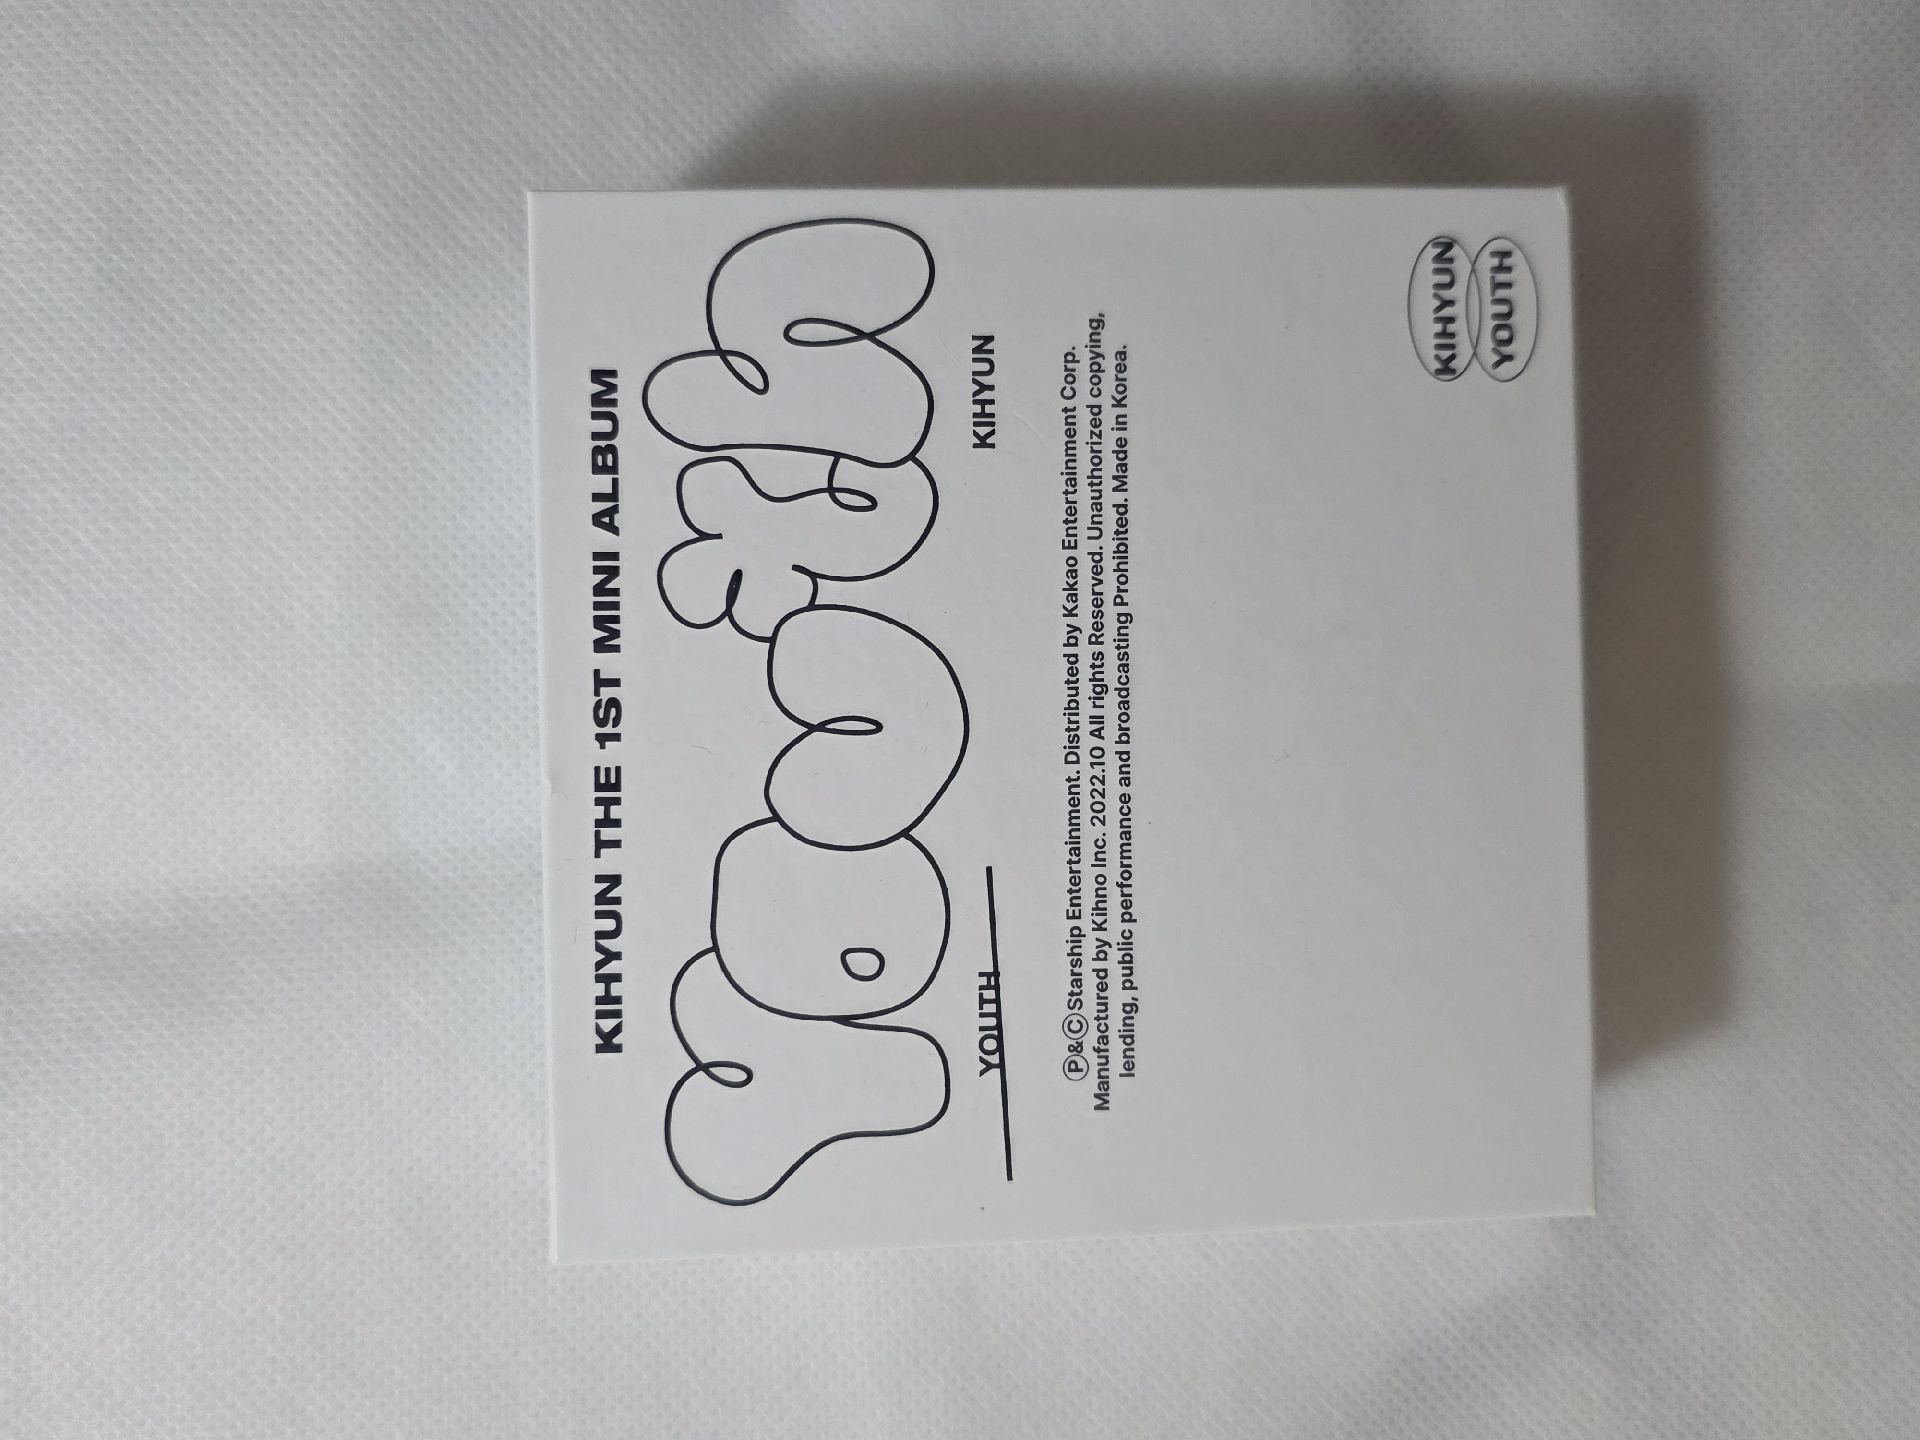 KIHYUN THE 1ST MINI ALBUM
Youth
YOUTH KIHYUN
Ⓟ&ⒸStarship Entertainment. Distributed by Kakao Entertainment Corp.
Manufactured by Kihno Inc. 2022.10 All rights Reserved. Unauthorized copying,
lending, public performance and broadcasting Prohibited. Made in Korea.
KIHYUN
YOUTH